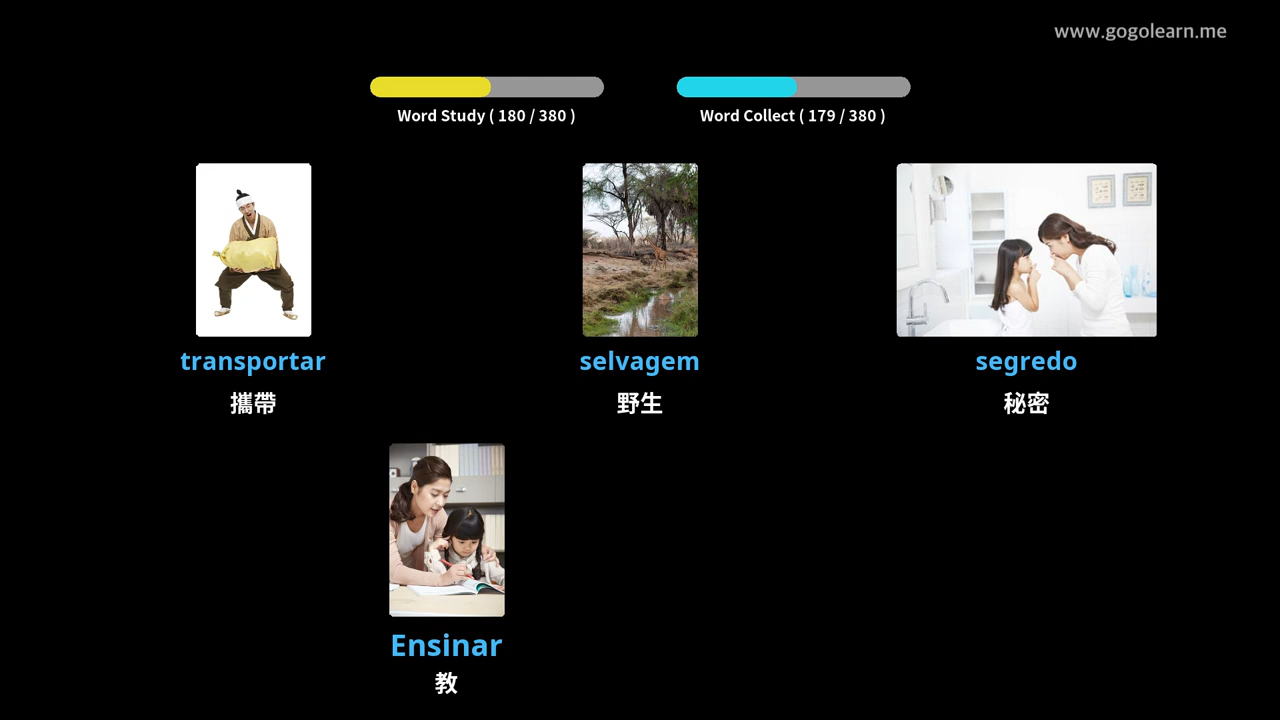 www.gogolearn.me
Word Study ( 180 / 380 )
Word Collect ( 179 / 380 )
transportar
攜帶
selvagem
野生
segredo
秘密
Ensinar
教